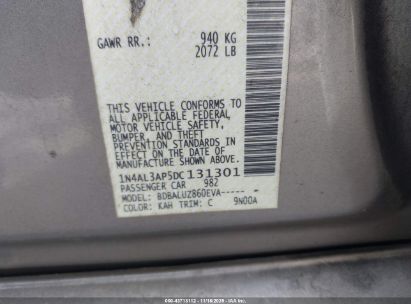 GAWR RR.: 940 KG
2072 LB
THIS VEHICLE CONFORMS TO
ALL APPLICABLE FEDERAL
MOTOR VEHICLE SAFETY,
BUMPER, AND THEFT
PREVENTION STANDARDS IN
EFFECT ON THE DATE OF
MANUFACTURE SHOWN ABOVE.
1N4AL3AP5DC131301
PASSENGER CAR 982
MODEL: BDBALUZ860EVA-----
COLOR: KAH TRIM: C 9N00A